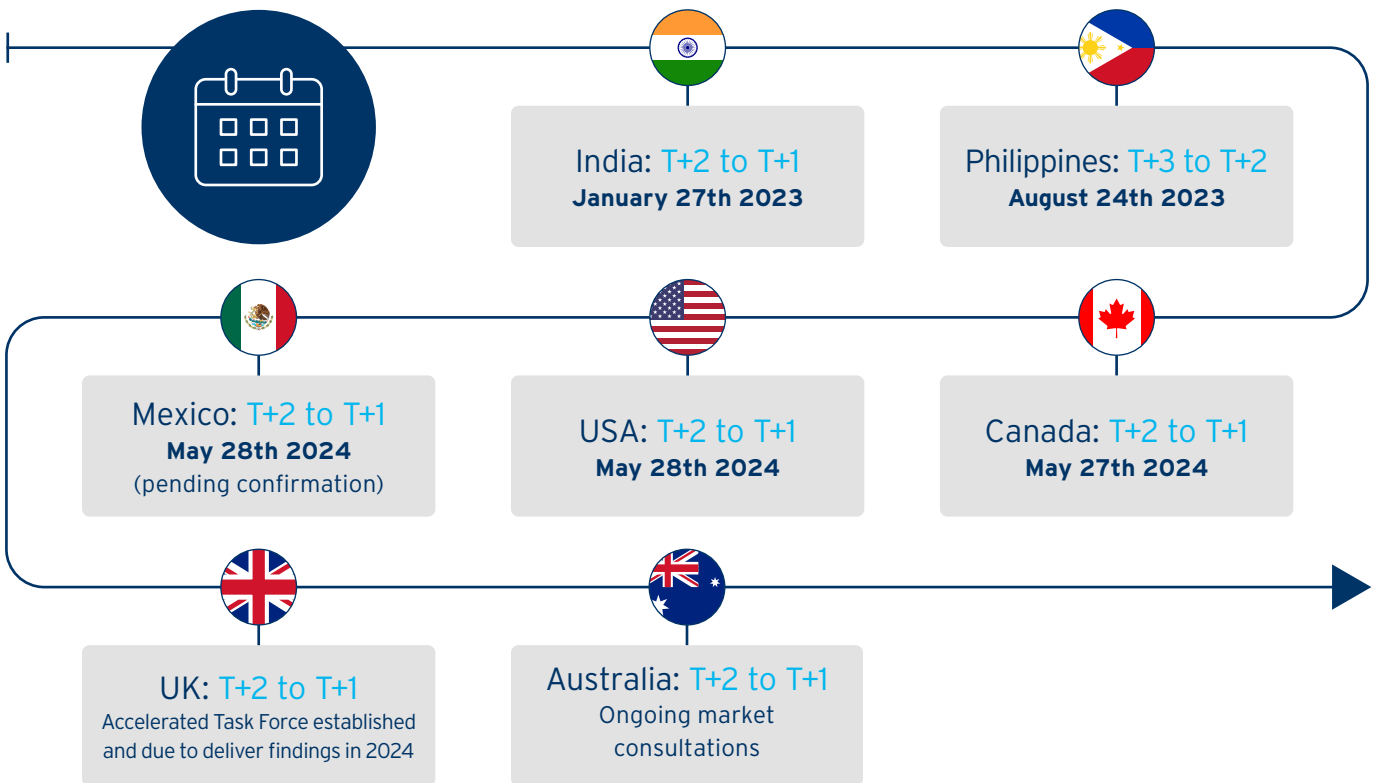 India: T+2 to T+1
January 27th 2023
Philippines: T+3 to T+2
August 24th 2023
Mexico: T+2 to T+1
May 28th 2024
(pending confirmation)
USA: T+2 to T+1
May 28th 2024
Canada: T+2 to T+1
May 27th 2024
UK: T+2 to T+1
Accelerated Task Force established
and due to deliver findings in 2024
Australia: T+2 to T+1
Ongoing market
consultations